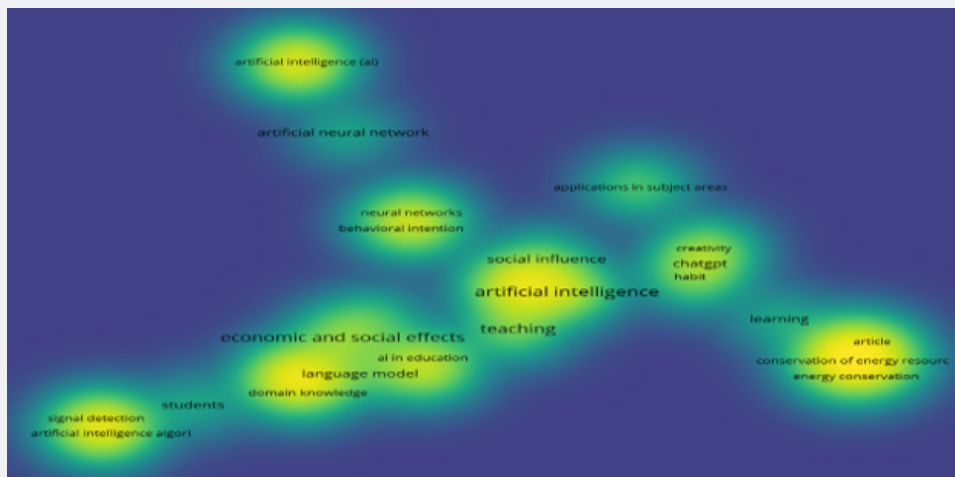 artificial intelligence (ai)
artificial neural network
applications in subject areas
neural networks
behavioral intention
creativity
social influence
chatgpt
habit
artificial intelligence
learning
teaching
economic and social effects
article
ai in education
conservation of energy resourc
language model
energy conservation
domain knowledge
students
signal detection
artificial intelligence algori